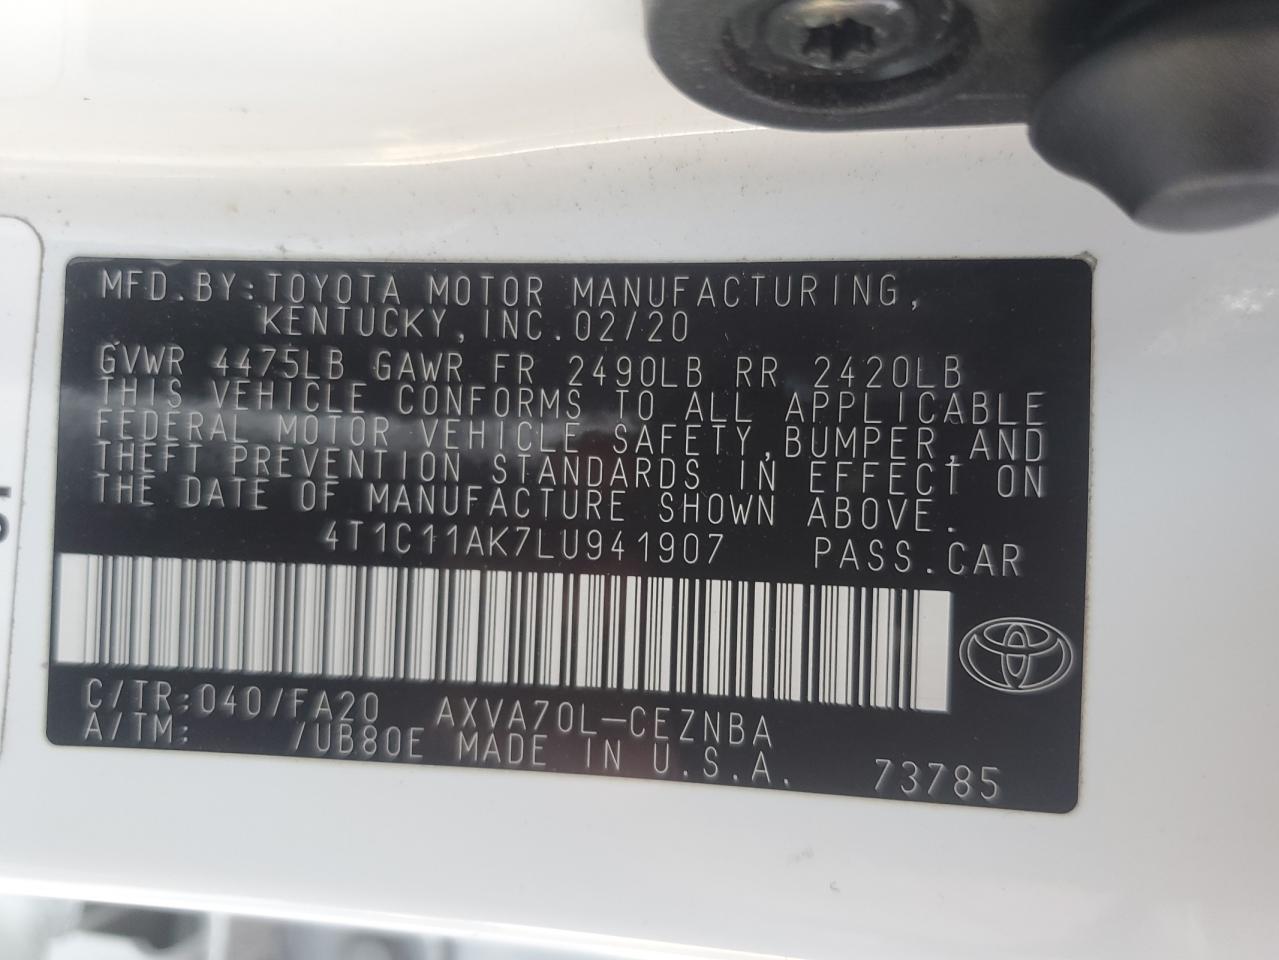 MFD.BY:TOYOTA MOTOR MANUFACTURING,
KENTUCKY,INC.02/20
GVWR 4475LB GAWR FR 2490LB RR 2420LB
THIS VEHICLE CONFORMS TO ALL APPLICABLE
FEDERAL MOTOR VEHICLE SAFETY,BUMPER,AND
THEFT PREVENTION STANDARDS IN EFFECT ON
THE DATE OF MANUFACTURE SHOWN ABOVE.
4T1C11AK7LU941907 PASS.CAR
C/TR:040/FA20 AXVA70L-CEZNBA
A/TM: /UB80E MADE IN U.S.A. 73785